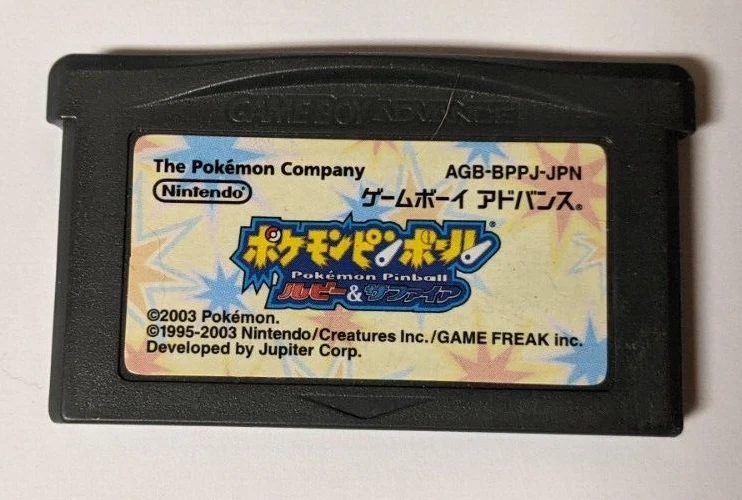 GAME BOY ADVANCE
The Pokémon Company AGB-BPPJ-JPN
Nintendo® ゲームボーイ アドバンス®
ポケモンピンボール®
Pokémon Pinball
ルビー&サファイア
©2003 Pokémon.
©1995-2003 Nintendo/Creatures Inc./GAME FREAK inc.
Developed by Jupiter Corp.